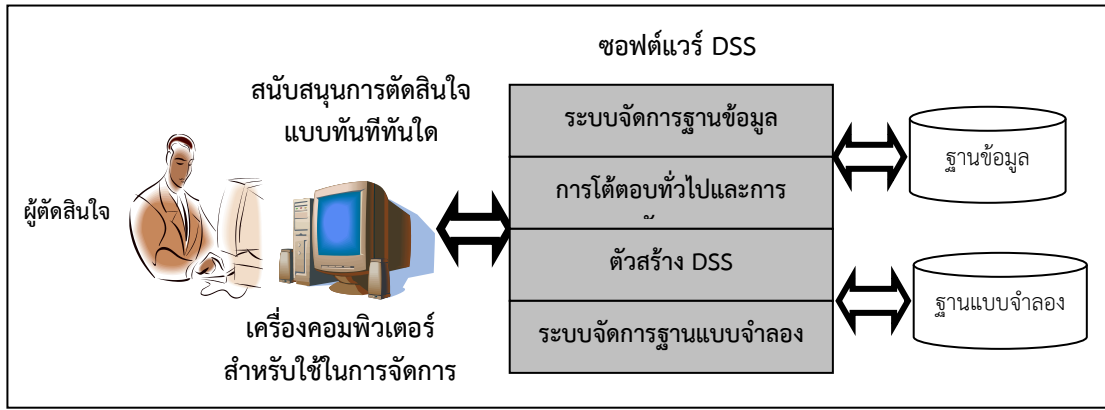 ซอฟต์แวร์ DSS
สนับสนุนการตัดสินใจ
แบบทันทีทันใด
ผู้ตัดสินใจ
เครื่องคอมพิวเตอร์
สำหรับใช้ในการจัดการ
ระบบจัดการฐานข้อมูล
การโต้ตอบทั่วไปและการ
ตัวสร้าง DSS
ระบบจัดการฐานแบบจำลอง
ฐานข้อมูล
ฐานแบบจำลอง